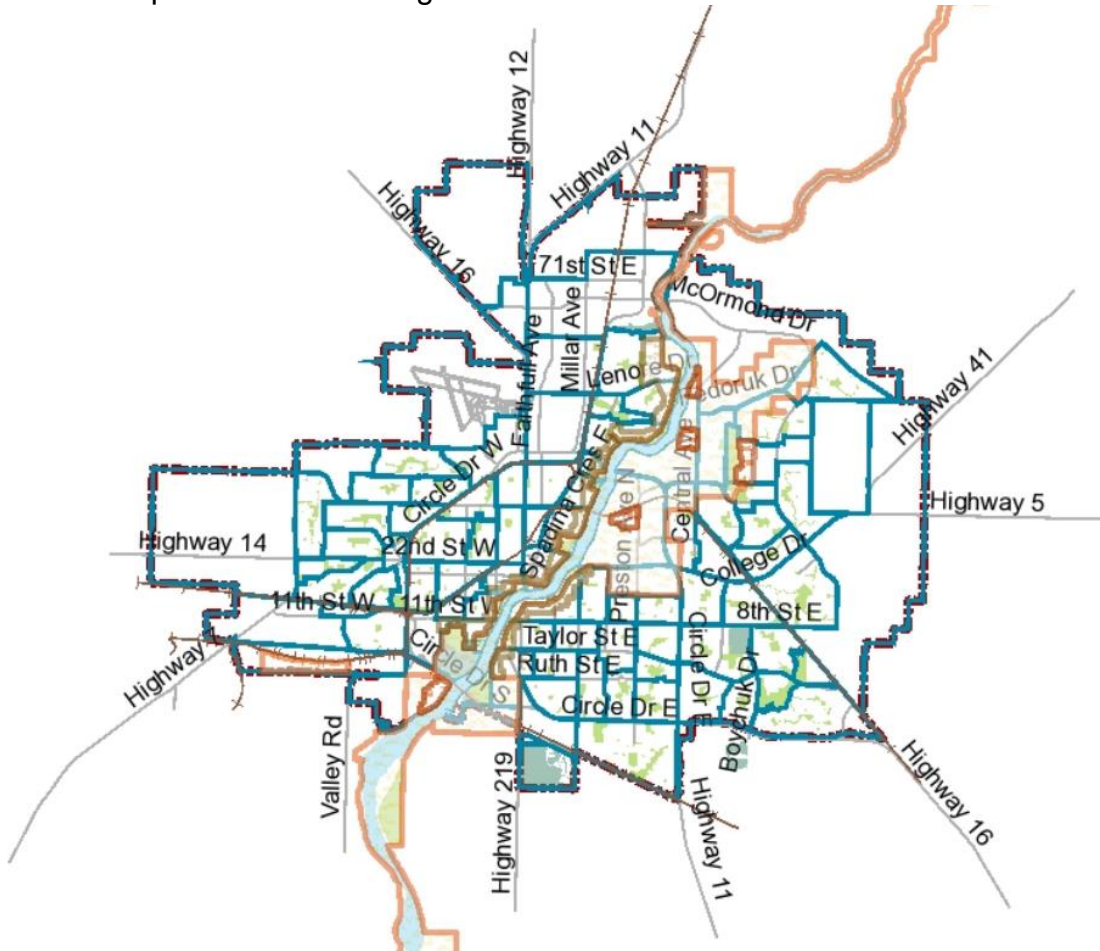 Highway 12
Highway 11
Highway 16
71st St E
McOrmond Dr
Millar Ave
Lenore Dr
Fedoruk Dr
Highway 41
Circle Dr W
Spadina Cres E
Central Ave
Preston Ave N
Highway 5
Highway 14
22nd St W
College Dr
11th St W
11th St W
8th St E
Taylor St E
Circle Dr E
Ruth St E
Circle Dr S
Highway
Circle Dr E
Boychuk Dr
Valley Rd
Highway 219
Highway 11
Highway 16